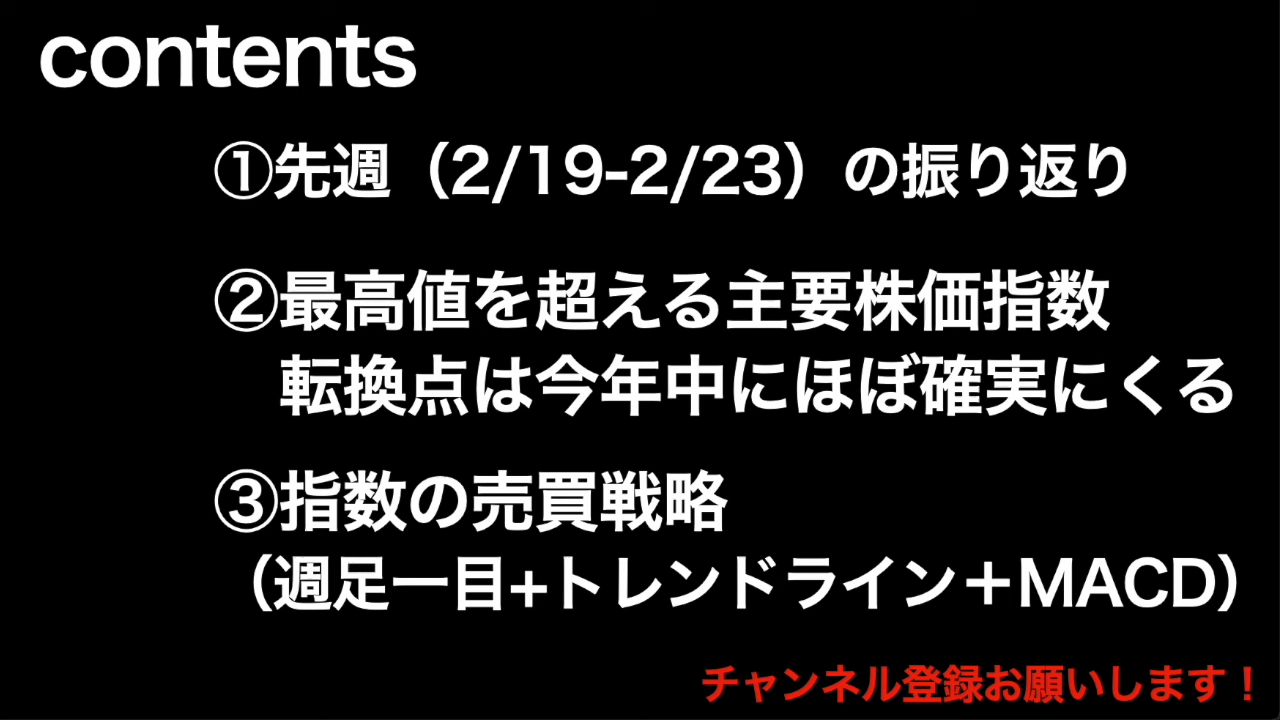 contents
①先週（2/19-2/23）の振り返り
②最高値を超える主要株価指数
転換点は今年中にほぼ確実にくる
③指数の売買戦略
（週足一目+トレンドライン＋MACD）
チャンネル登録お願いします！